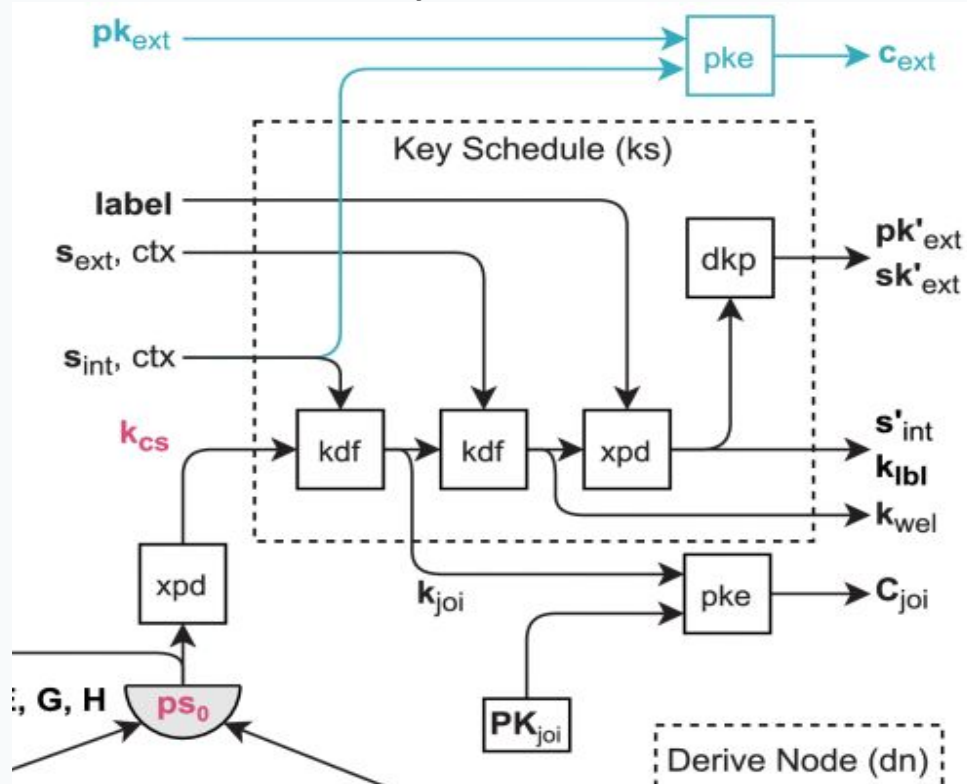 pk_ext
pke
c_ext
Key Schedule (ks)
label
s_ext, ctx
dkp
pk'_ext
sk'_ext
s_int, ctx
k_cs
kdf
kdf
xpd
s'_int
k_lbl
k_wel
xpd
k_joi
pke
C_joi
, G, H
ps_0
PK_joi
Derive Node (dn)